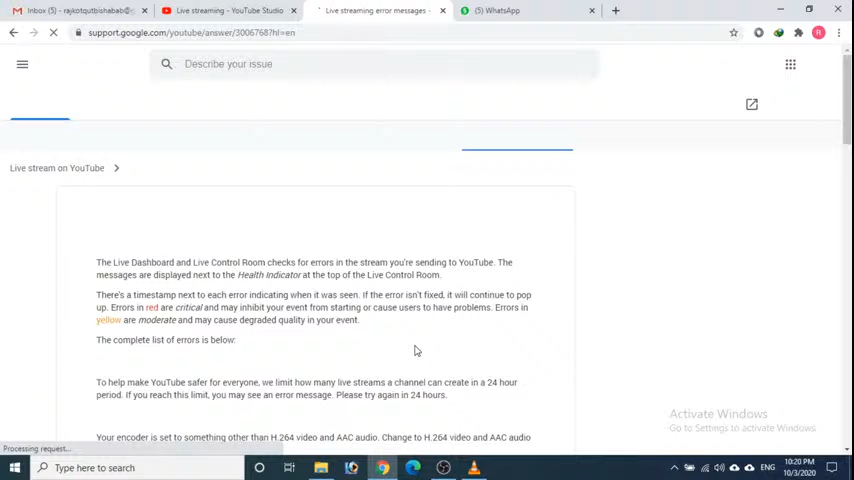 Inbox (5) - rajkotqutbishabab@g
Live streaming - YouTube Studio
Live streaming error messages -
(5) WhatsApp
support.google.com/youtube/answer/3006768?hl=en
R
Describe your issue
Live stream on YouTube
The Live Dashboard and Live Control Room checks for errors in the stream you're sending to YouTube. The
messages are displayed next to the Health Indicator at the top of the Live Control Room.
There's a timestamp next to each error indicating when it was seen. If the error isn't fixed, it will continue to pop
up. Errors in red are critical and may inhibit your event from starting or cause users to have problems. Errors in
yellow are moderate and may cause degraded quality in your event.
The complete list of errors is below:
To help make YouTube safer for everyone, we limit how many live streams a channel can create in a 24 hour
period. If you reach this limit, you may see an error message. Please try again in 24 hours.
Your encoder is set to something other than H.264 video and AAC audio. Change to H.264 video and AAC audio
Activate Windows
Go to Settings to activate Windows.
Processing request...
Type here to search
ENG
10:20 PM
10/3/2020